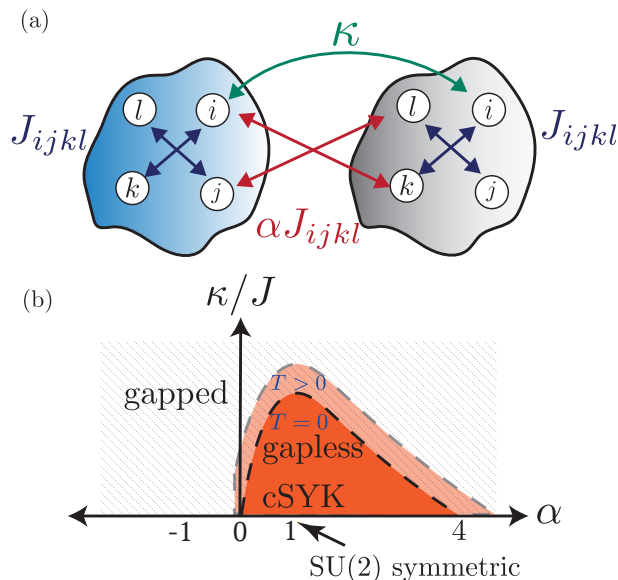 (a)
κ
l i l i
J_{ijkl} J_{ijkl}
k j k j
αJ_{ijkl}
(b)
κ/J
gapped
T > 0
T = 0
gapless
cSYK
-1 0 1 4 α
SU(2) symmetric